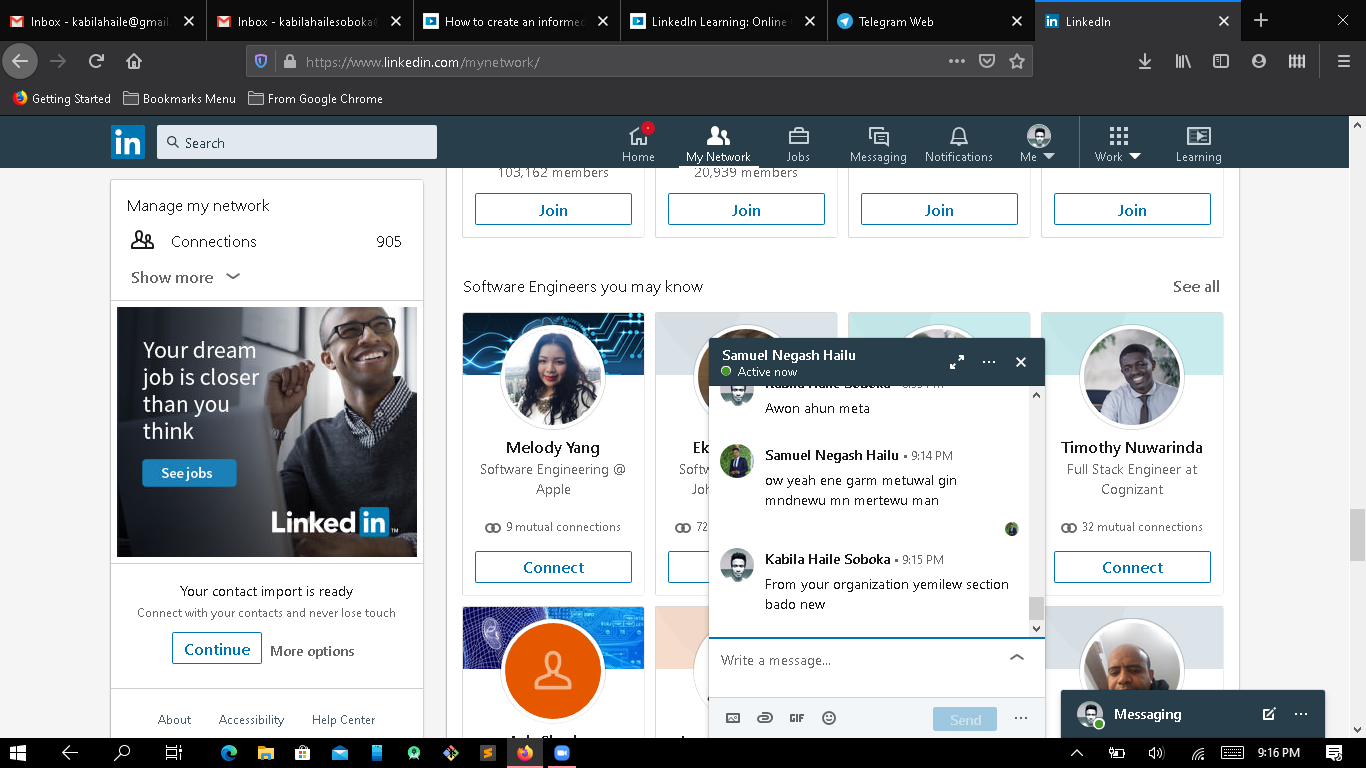 Inbox - kabilahaile@gmail.
Inbox - kabilahailesoboka
How to create an informe
LinkedIn Learning: Online
Telegram Web
LinkedIn
https://www.linkedin.com/mynetwork/
Getting Started
Bookmarks Menu
From Google Chrome
in
Search
Home
My Network
Jobs
Messaging
Notifications
Me
Work
Learning
Manage my network
Connections 905
Show more
Your dream
job is closer
than you
think
See jobs
LinkedIn
Your contact import is ready
Connect with your contacts and never lose touch
Continue
More options
About
Accessibility
Help Center
103,162 members
20,939 members
Join
Join
Join
Join
Software Engineers you may know
See all
Melody Yang
Software Engineering @
Apple
9 mutual connections
Connect
Ek
Softw
Joh
72
Timothy Nuwarinda
Full Stack Engineer at
Cognizant
32 mutual connections
Connect
Samuel Negash Hailu
Active now
Kabila Haile Soboka
Awon ahun meta
Samuel Negash Hailu • 9:14 PM
ow yeah ene garm metuwal gin
mndnewu mn mertewu man
Kabila Haile Soboka • 9:15 PM
From your organization yemilew section
bado new
Write a message...
GIF
Send
Messaging
9:16 PM